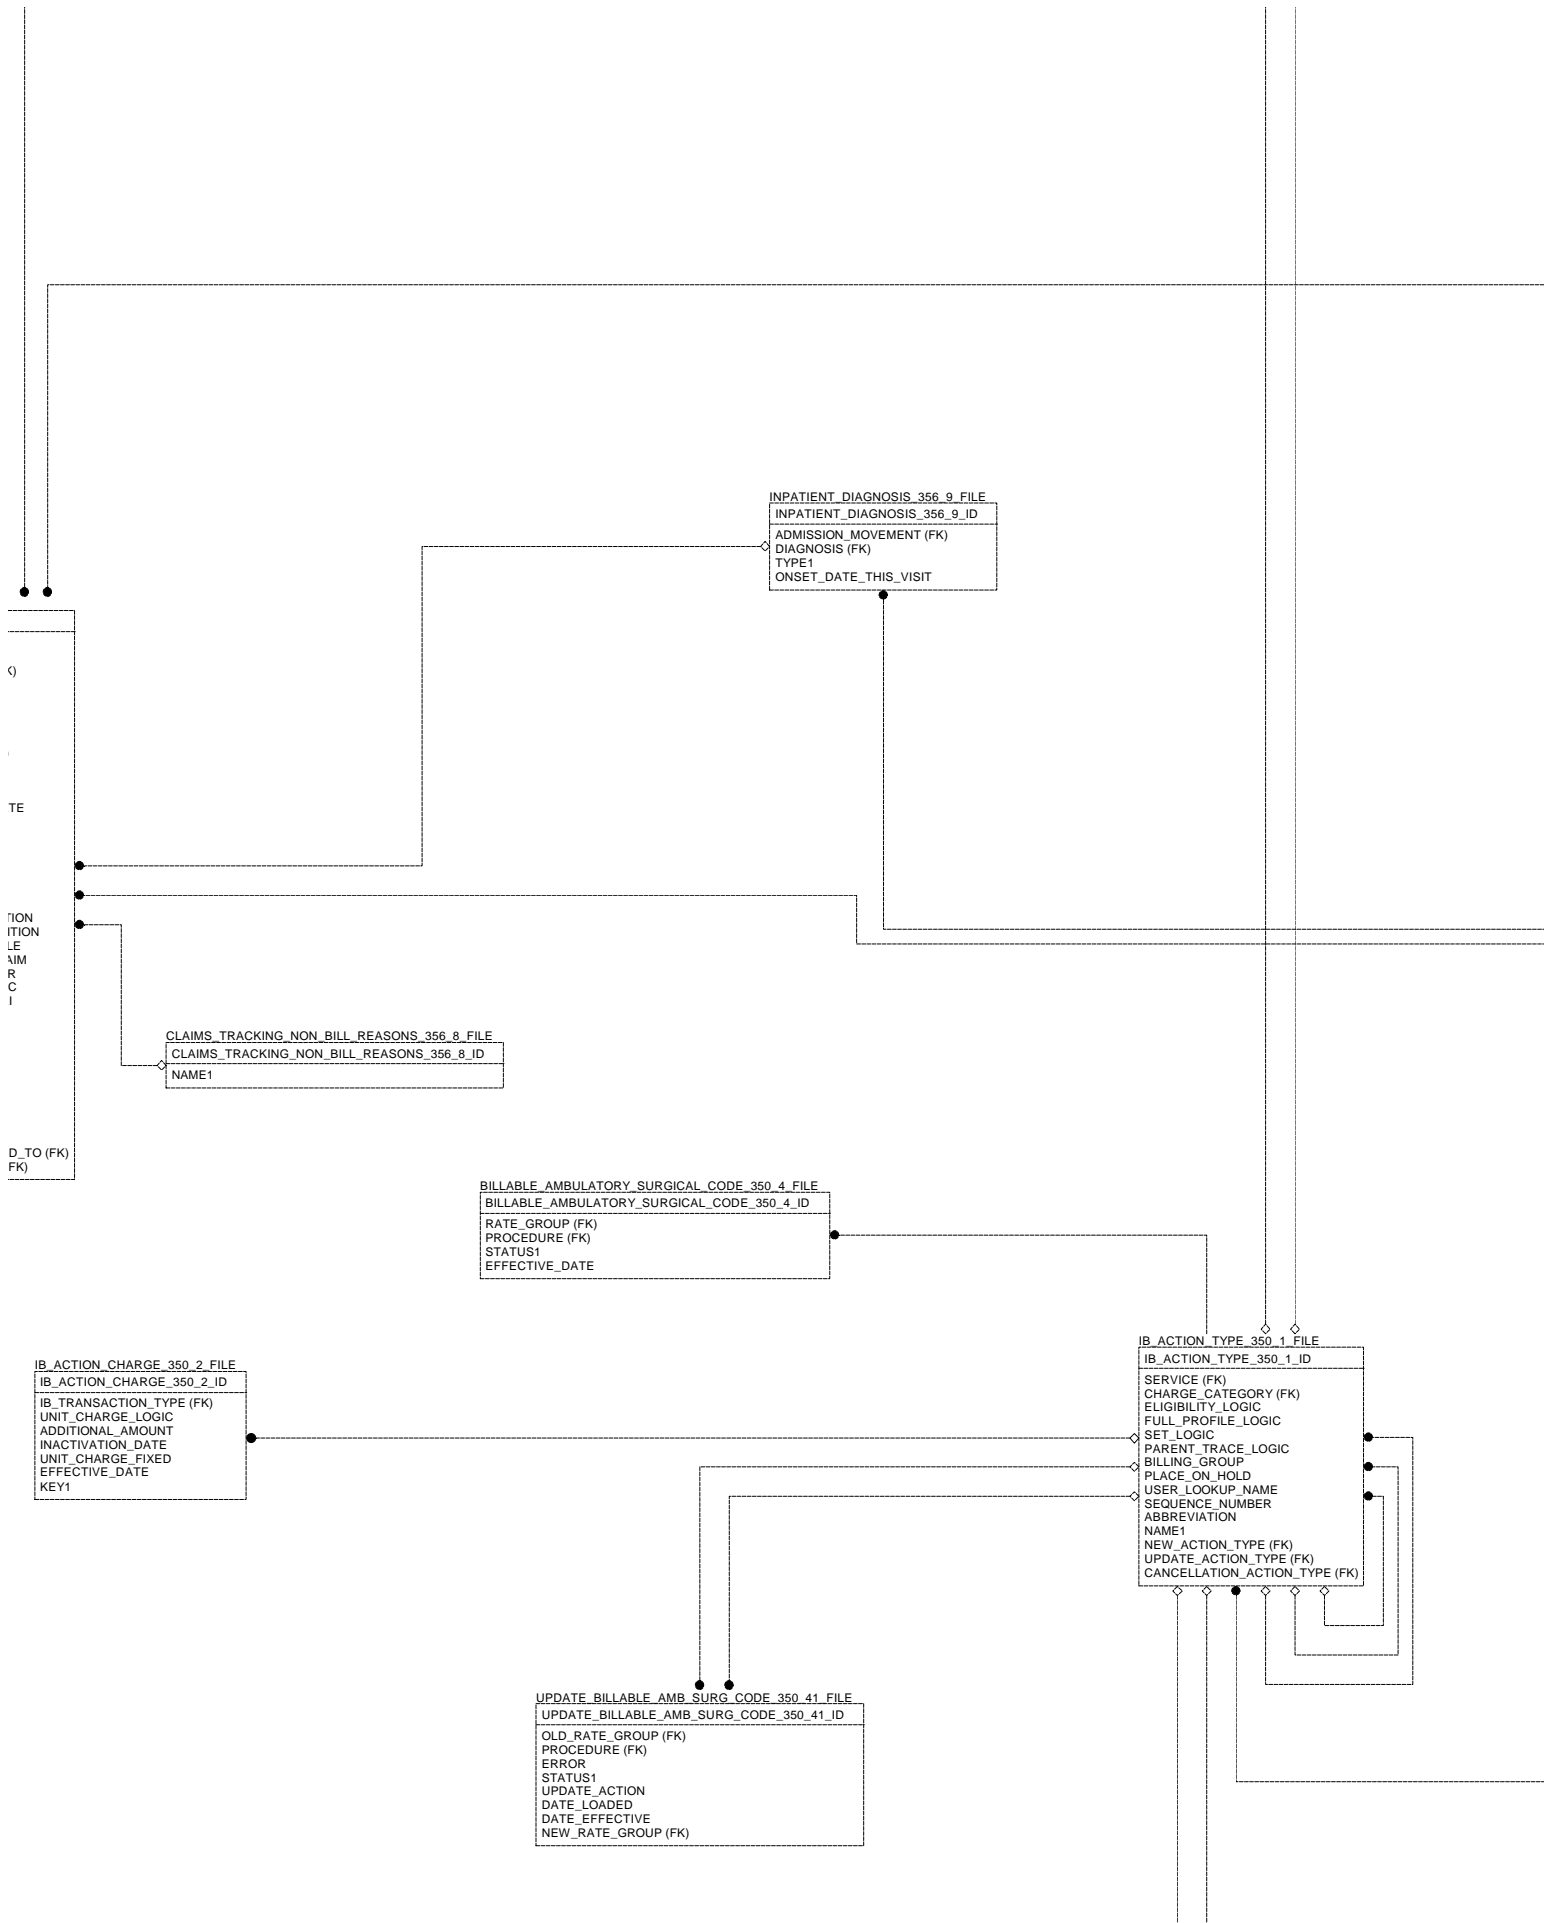 INPATIENT_DIAGNOSIS_356_9_FILE
INPATIENT_DIAGNOSIS_356_9_ID
ADMISSION_MOVEMENT (FK)
DIAGNOSIS (FK)
TYPE1
ONSET_DATE_THIS_VISIT
TE
TION
ITION
LE
AIM
R
C
I
D_TO (FK)
FK)
CLAIMS_TRACKING_NON_BILL_REASONS_356_8_FILE
CLAIMS_TRACKING_NON_BILL_REASONS_356_8_ID
NAME1
BILLABLE_AMBULATORY_SURGICAL_CODE_350_4_FILE
BILLABLE_AMBULATORY_SURGICAL_CODE_350_4_ID
RATE_GROUP (FK)
PROCEDURE (FK)
STATUS1
EFFECTIVE_DATE
IB_ACTION_TYPE_350_1_FILE
IB_ACTION_TYPE_350_1_ID
SERVICE (FK)
CHARGE_CATEGORY (FK)
ELIGIBILITY_LOGIC
FULL_PROFILE_LOGIC
SET_LOGIC
PARENT_TRACE_LOGIC
BILLING_GROUP
PLACE_ON_HOLD
USER_LOOKUP_NAME
SEQUENCE_NUMBER
ABBREVIATION
NAME1
NEW_ACTION_TYPE (FK)
UPDATE_ACTION_TYPE (FK)
CANCELLATION_ACTION_TYPE (FK)
IB_ACTION_CHARGE_350_2_FILE
IB_ACTION_CHARGE_350_2_ID
IB_TRANSACTION_TYPE (FK)
UNIT_CHARGE_LOGIC
ADDITIONAL_AMOUNT
INACTIVATION_DATE
UNIT_CHARGE_FIXED
EFFECTIVE_DATE
KEY1
UPDATE_BILLABLE_AMB_SURG_CODE_350_41_FILE
UPDATE_BILLABLE_AMB_SURG_CODE_350_41_ID
OLD_RATE_GROUP (FK)
PROCEDURE (FK)
ERROR
STATUS1
UPDATE_ACTION
DATE_LOADED
DATE_EFFECTIVE
NEW_RATE_GROUP (FK)